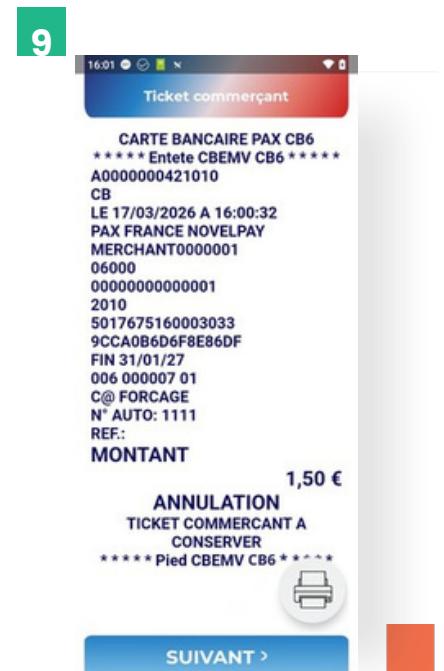 9
16:01
Ticket commerçant
CARTE BANCAIRE PAX CB6
***** Entete CBEMV CB6 *****
A0000000421010
CB
LE 17/03/2026 A 16:00:32
PAX FRANCE NOVELPAY
MERCHANT0000001
06000
00000000000001
2010
5017675160003033
9CCA0B6D6F8E86DF
FIN 31/01/27
006 000007 01
C@ FORCAGE
N° AUTO: 1111
REF.:
MONTANT
1,50 €
ANNULATION
TICKET COMMERCANT A
CONSERVER
***** Pied CBEMV CB6 *****
SUIVANT >